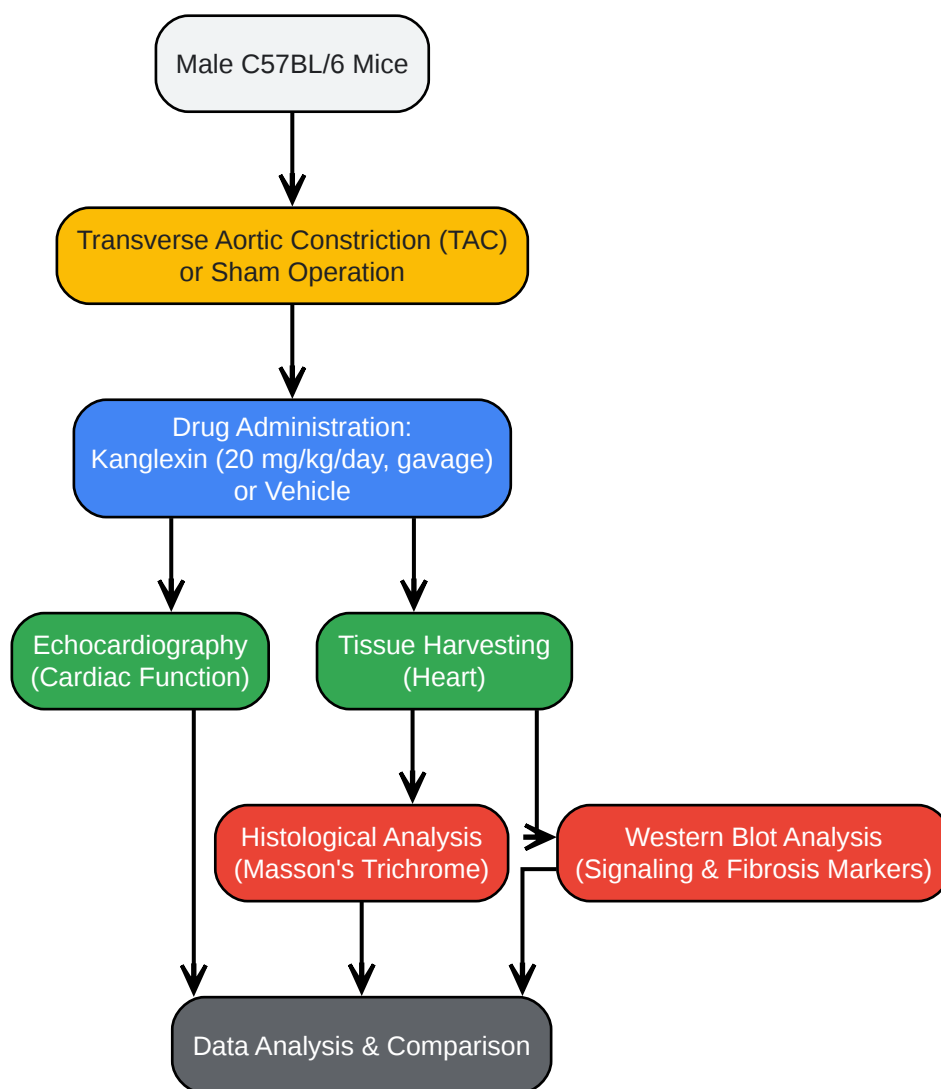 Male C57BL/6 Mice
Transverse Aortic Constriction (TAC)
or Sham Operation
Drug Administration:
Kanglexin (20 mg/kg/day, gavage)
or Vehicle
Echocardiography
(Cardiac Function)
Tissue Harvesting
(Heart)
Histological Analysis
(Masson's Trichrome)
Western Blot Analysis
(Signaling & Fibrosis Markers)
Data Analysis & Comparison